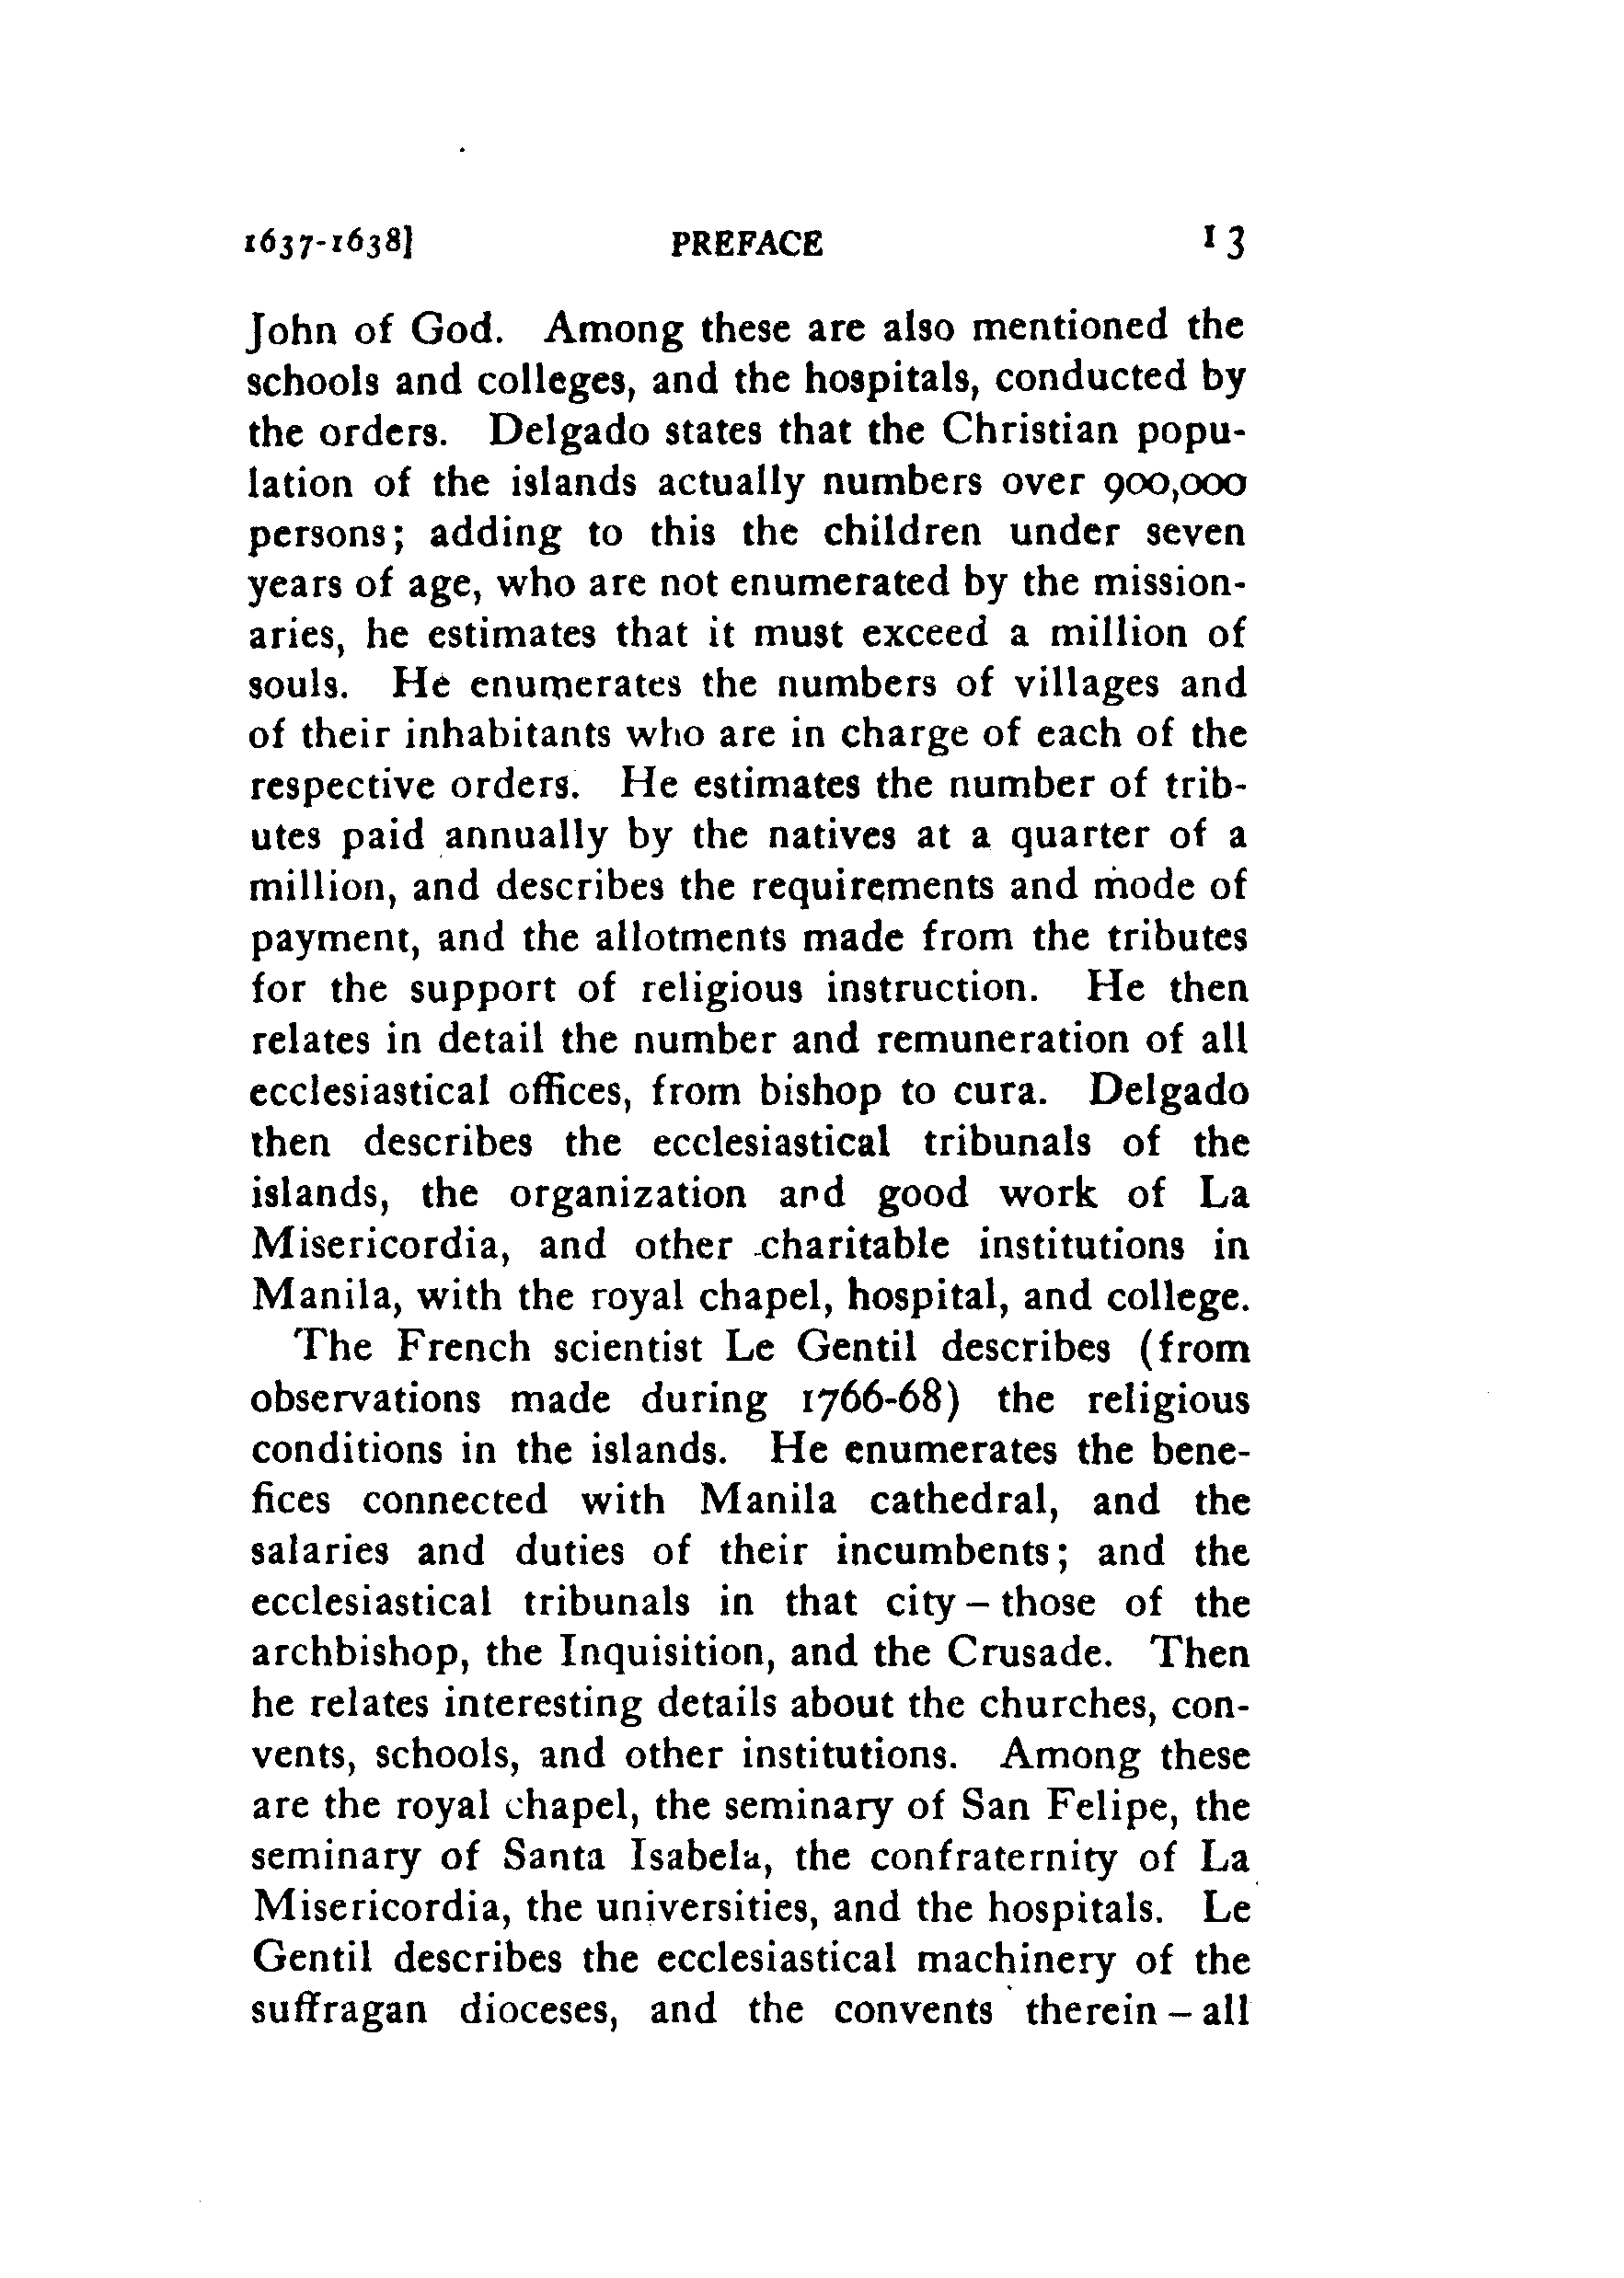 1637-1638] PREFACE 13
John of God. Among these are also mentioned the
schools and colleges, and the hospitals, conducted by
the orders. Delgado states that the Christian popu-
lation of the islands actually numbers over 900,000
persons; adding to this the children under seven
years of age, who are not enumerated by the mission-
aries, he estimates that it must exceed a million of
souls. He enumerates the numbers of villages and
of their inhabitants who are in charge of each of the
respective orders. He estimates the number of trib-
utes paid annually by the natives at a quarter of a
million, and describes the requirements and mode of
payment, and the allotments made from the tributes
for the support of religious instruction. He then
relates in detail the number and remuneration of all
ecclesiastical offices, from bishop to cura. Delgado
then describes the ecclesiastical tribunals of the
islands, the organization and good work of La
Misericordia, and other charitable institutions in
Manila, with the royal chapel, hospital, and college.
The French scientist Le Gentil describes (from
observations made during 1766-68) the religious
conditions in the islands. He enumerates the bene-
fices connected with Manila cathedral, and the
salaries and duties of their incumbents; and the
ecclesiastical tribunals in that city – those of the
archbishop, the Inquisition, and the Crusade. Then
he relates interesting details about the churches, con-
vents, schools, and other institutions. Among these
are the royal chapel, the seminary of San Felipe, the
seminary of Santa Isabela, the confraternity of La
Misericordia, the universities, and the hospitals. Le
Gentil describes the ecclesiastical machinery of the
suffragan dioceses, and the convents therein – all